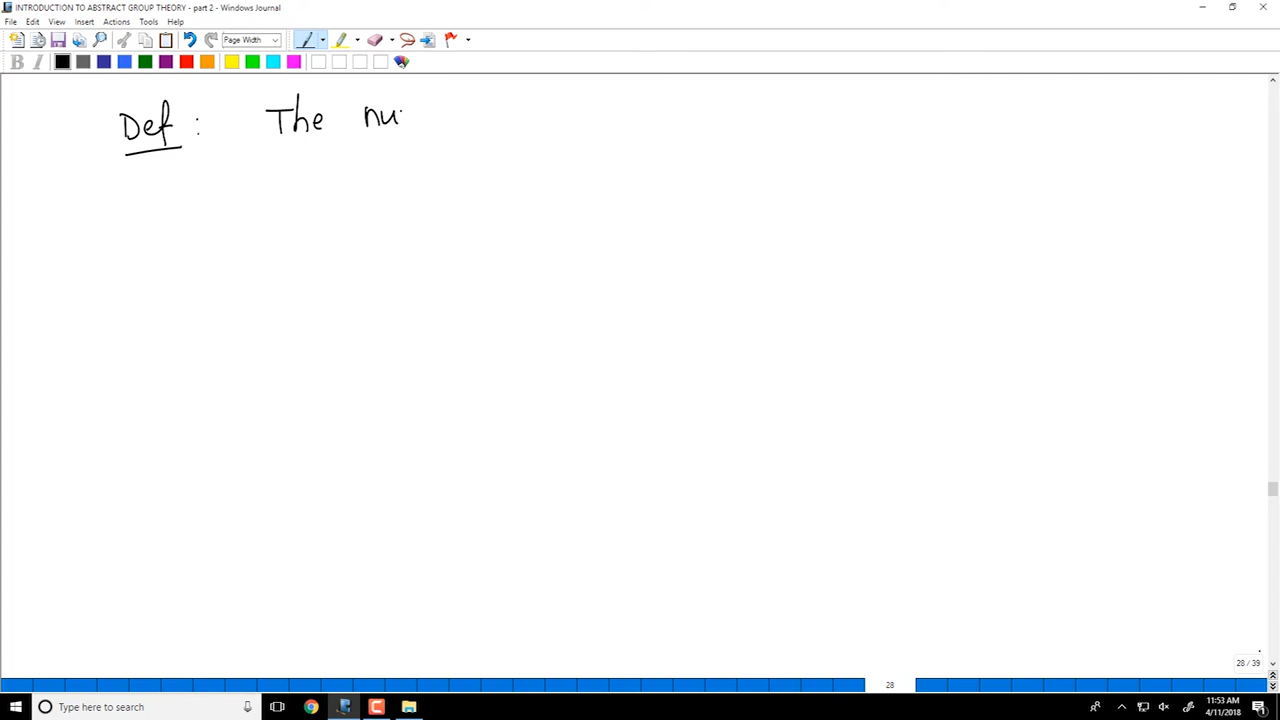 INTRODUCTION TO ABSTRACT GROUP THEORY - part 2 - Windows Journal
File Edit View Insert Actions Tools Help
Page Width
B I
Def : The nu
28 / 39
28
Type here to search
11:53 AM
4/11/2018
1